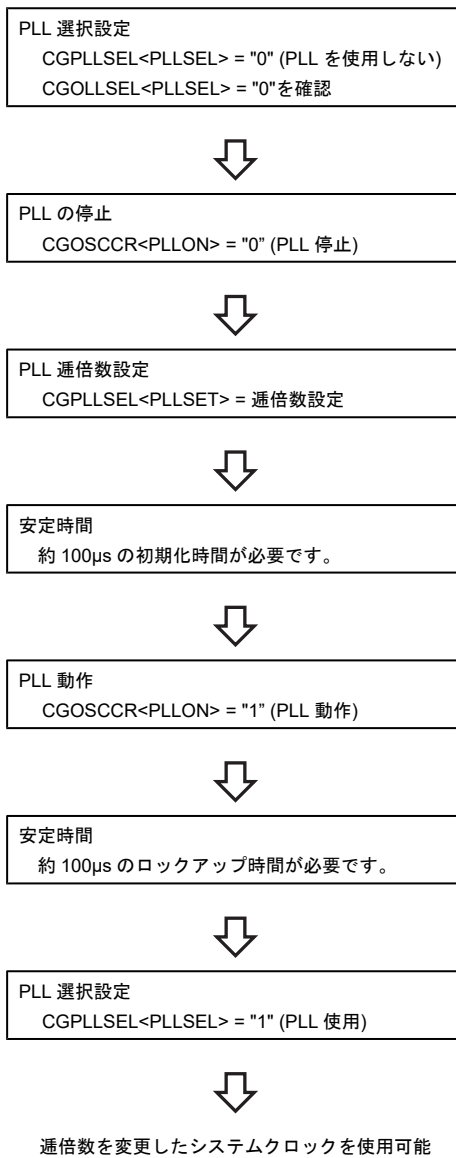 PLL 選択設定
CGPLLSEL<PLLSEL> = "0" (PLL を使用しない)
CGOLLSEL<PLLSEL> = "0"を確認
PLL の停止
CGOSCCR<PLLON> = "0” (PLL 停止)
PLL 逓倍数設定
CGPLLSEL<PLLSET> = 逓倍数設定
安定時間
約 100μs の初期化時間が必要です。
PLL 動作
CGOSCCR<PLLON> = "1” (PLL 動作)
安定時間
約 100μs のロックアップ時間が必要です。
PLL 選択設定
CGPLLSEL<PLLSEL> = "1" (PLL 使用)
逓倍数を変更したシステムクロックを使用可能